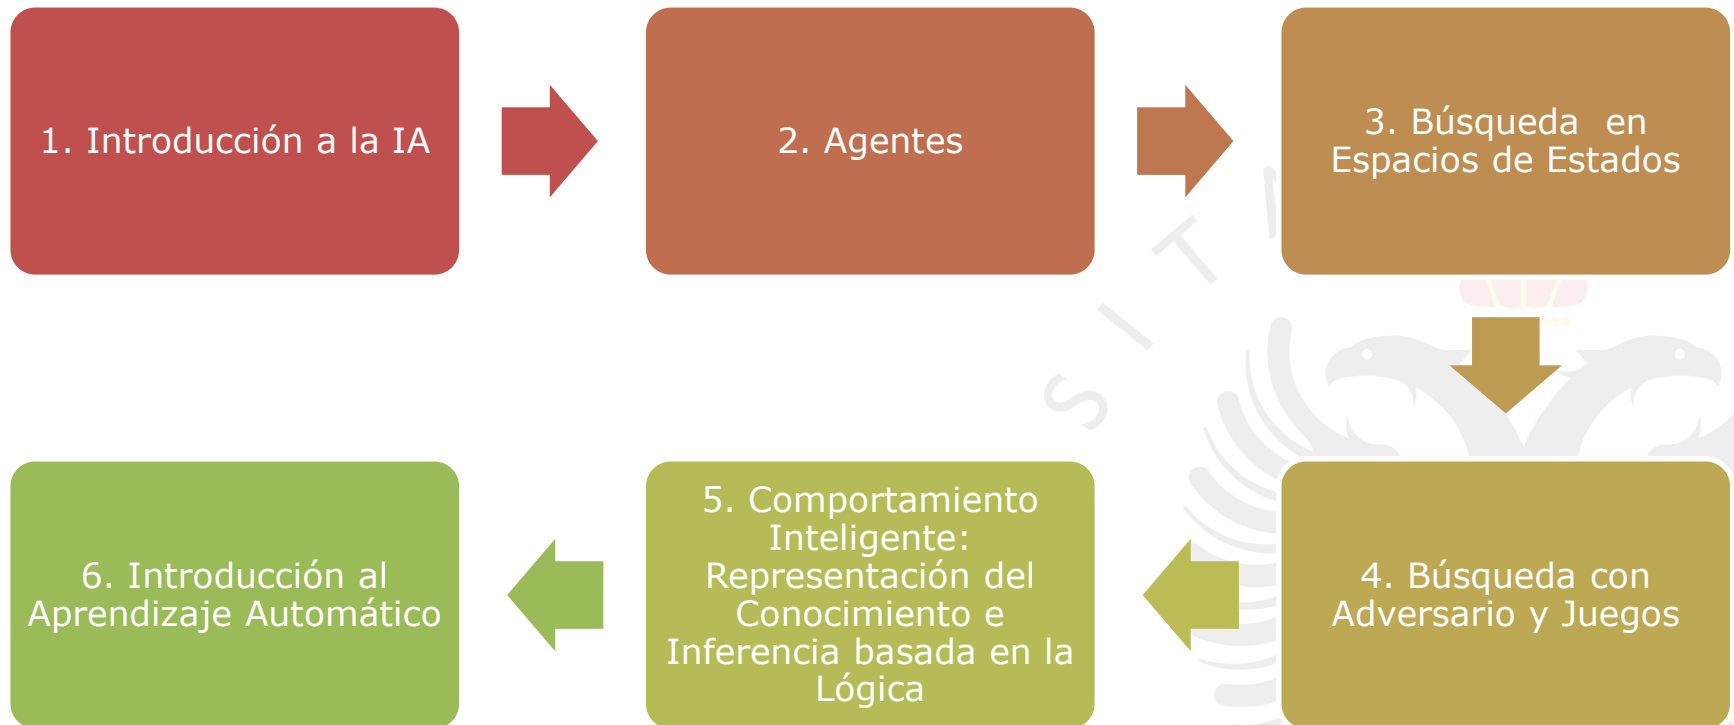 1. Introducción a la IA
2. Agentes
3. Búsqueda  en
Espacios de Estados
S I T A
4. Búsqueda con
Adversario y Juegos
5. Comportamiento
Inteligente:
Representación del
Conocimiento e
Inferencia basada en la
Lógica
6. Introducción al
Aprendizaje Automático